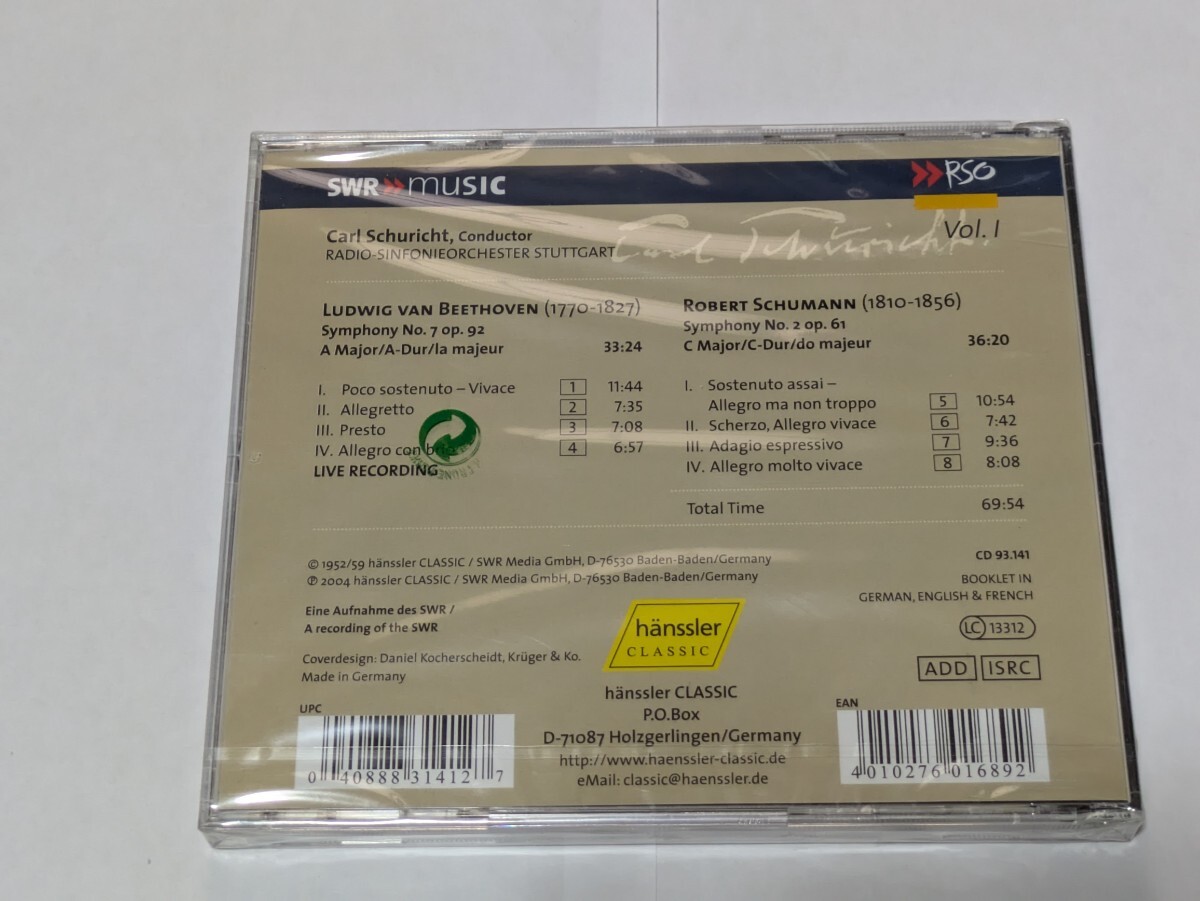 SWR>>music
>>RSO
Carl Schuricht.
Vol. I
Carl Schuricht, Conductor
RADIO-SINFONIEORCHESTER STUTTGART
Ludwig van Beethoven (1770-1827)
Symphony No. 7 op. 92
A Major/A-Dur/la majeur 33:24
I. Poco sostenuto – Vivace 1 11:44
II. Allegretto 2 7:35
III. Presto 3 7:08
IV. Allegro con brio 4 6:57
LIVE RECORDING
Robert Schumann (1810-1856)
Symphony No. 2 op. 61
C Major/C-Dur/do majeur 36:20
I. Sostenuto assai –
Allegro ma non troppo 5 10:54
II. Scherzo, Allegro vivace 6 7:42
III. Adagio espressivo 7 9:36
IV. Allegro molto vivace 8 8:08
Total Time 69:54
© 1952/59 hänssler CLASSIC / SWR Media GmbH, D-76530 Baden-Baden/Germany
℗ 2004 hänssler CLASSIC / SWR Media GmbH, D-76530 Baden-Baden/Germany
Eine Aufnahme des SWR /
A recording of the SWR
Coverdesign: Daniel Kocherscheidt, Krüger & Ko.
Made in Germany
CD 93.141
BOOKLET IN
GERMAN, ENGLISH & FRENCH
LC 13312
ADD ISRC
hänssler
CLASSIC
hänssler CLASSIC
P.O.Box
D-71087 Holzgerlingen/Germany
http://www.haenssler-classic.de
eMail: classic@haenssler.de
UPC
0 40888 31412 7
EAN
4 010276 016892